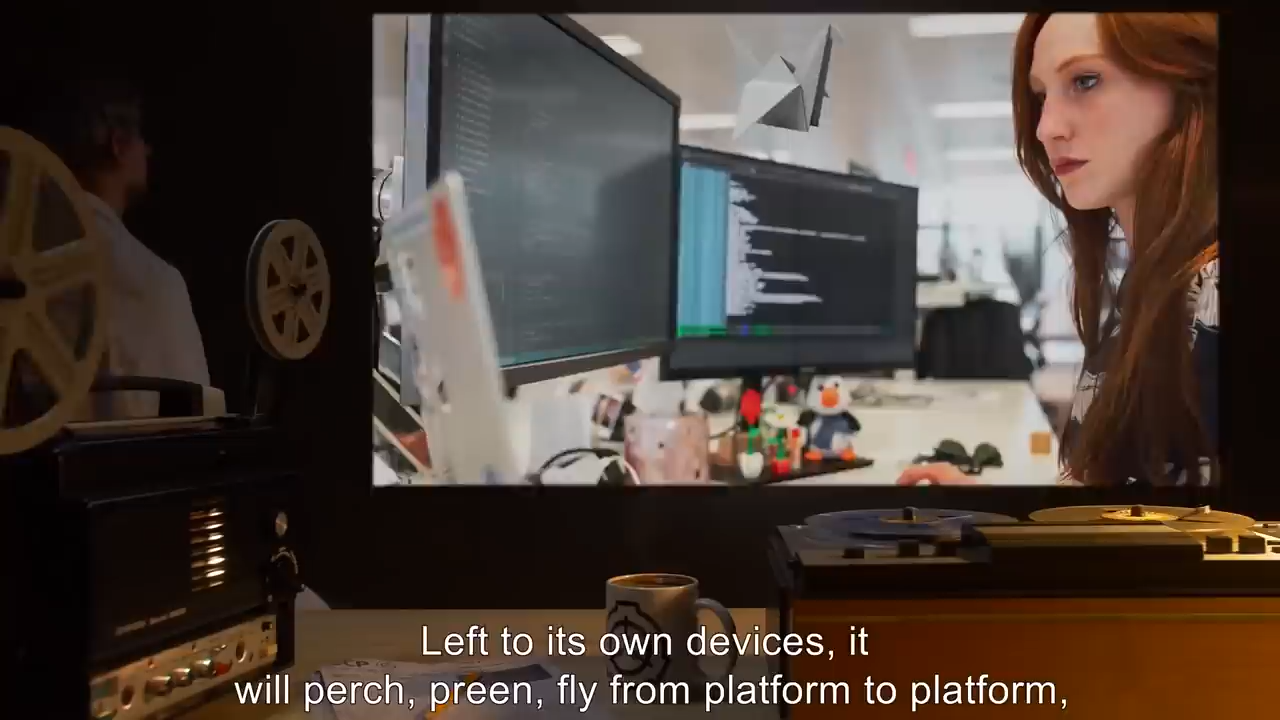 Left to its own devices, it
will perch, preen, fly from platform to platform,